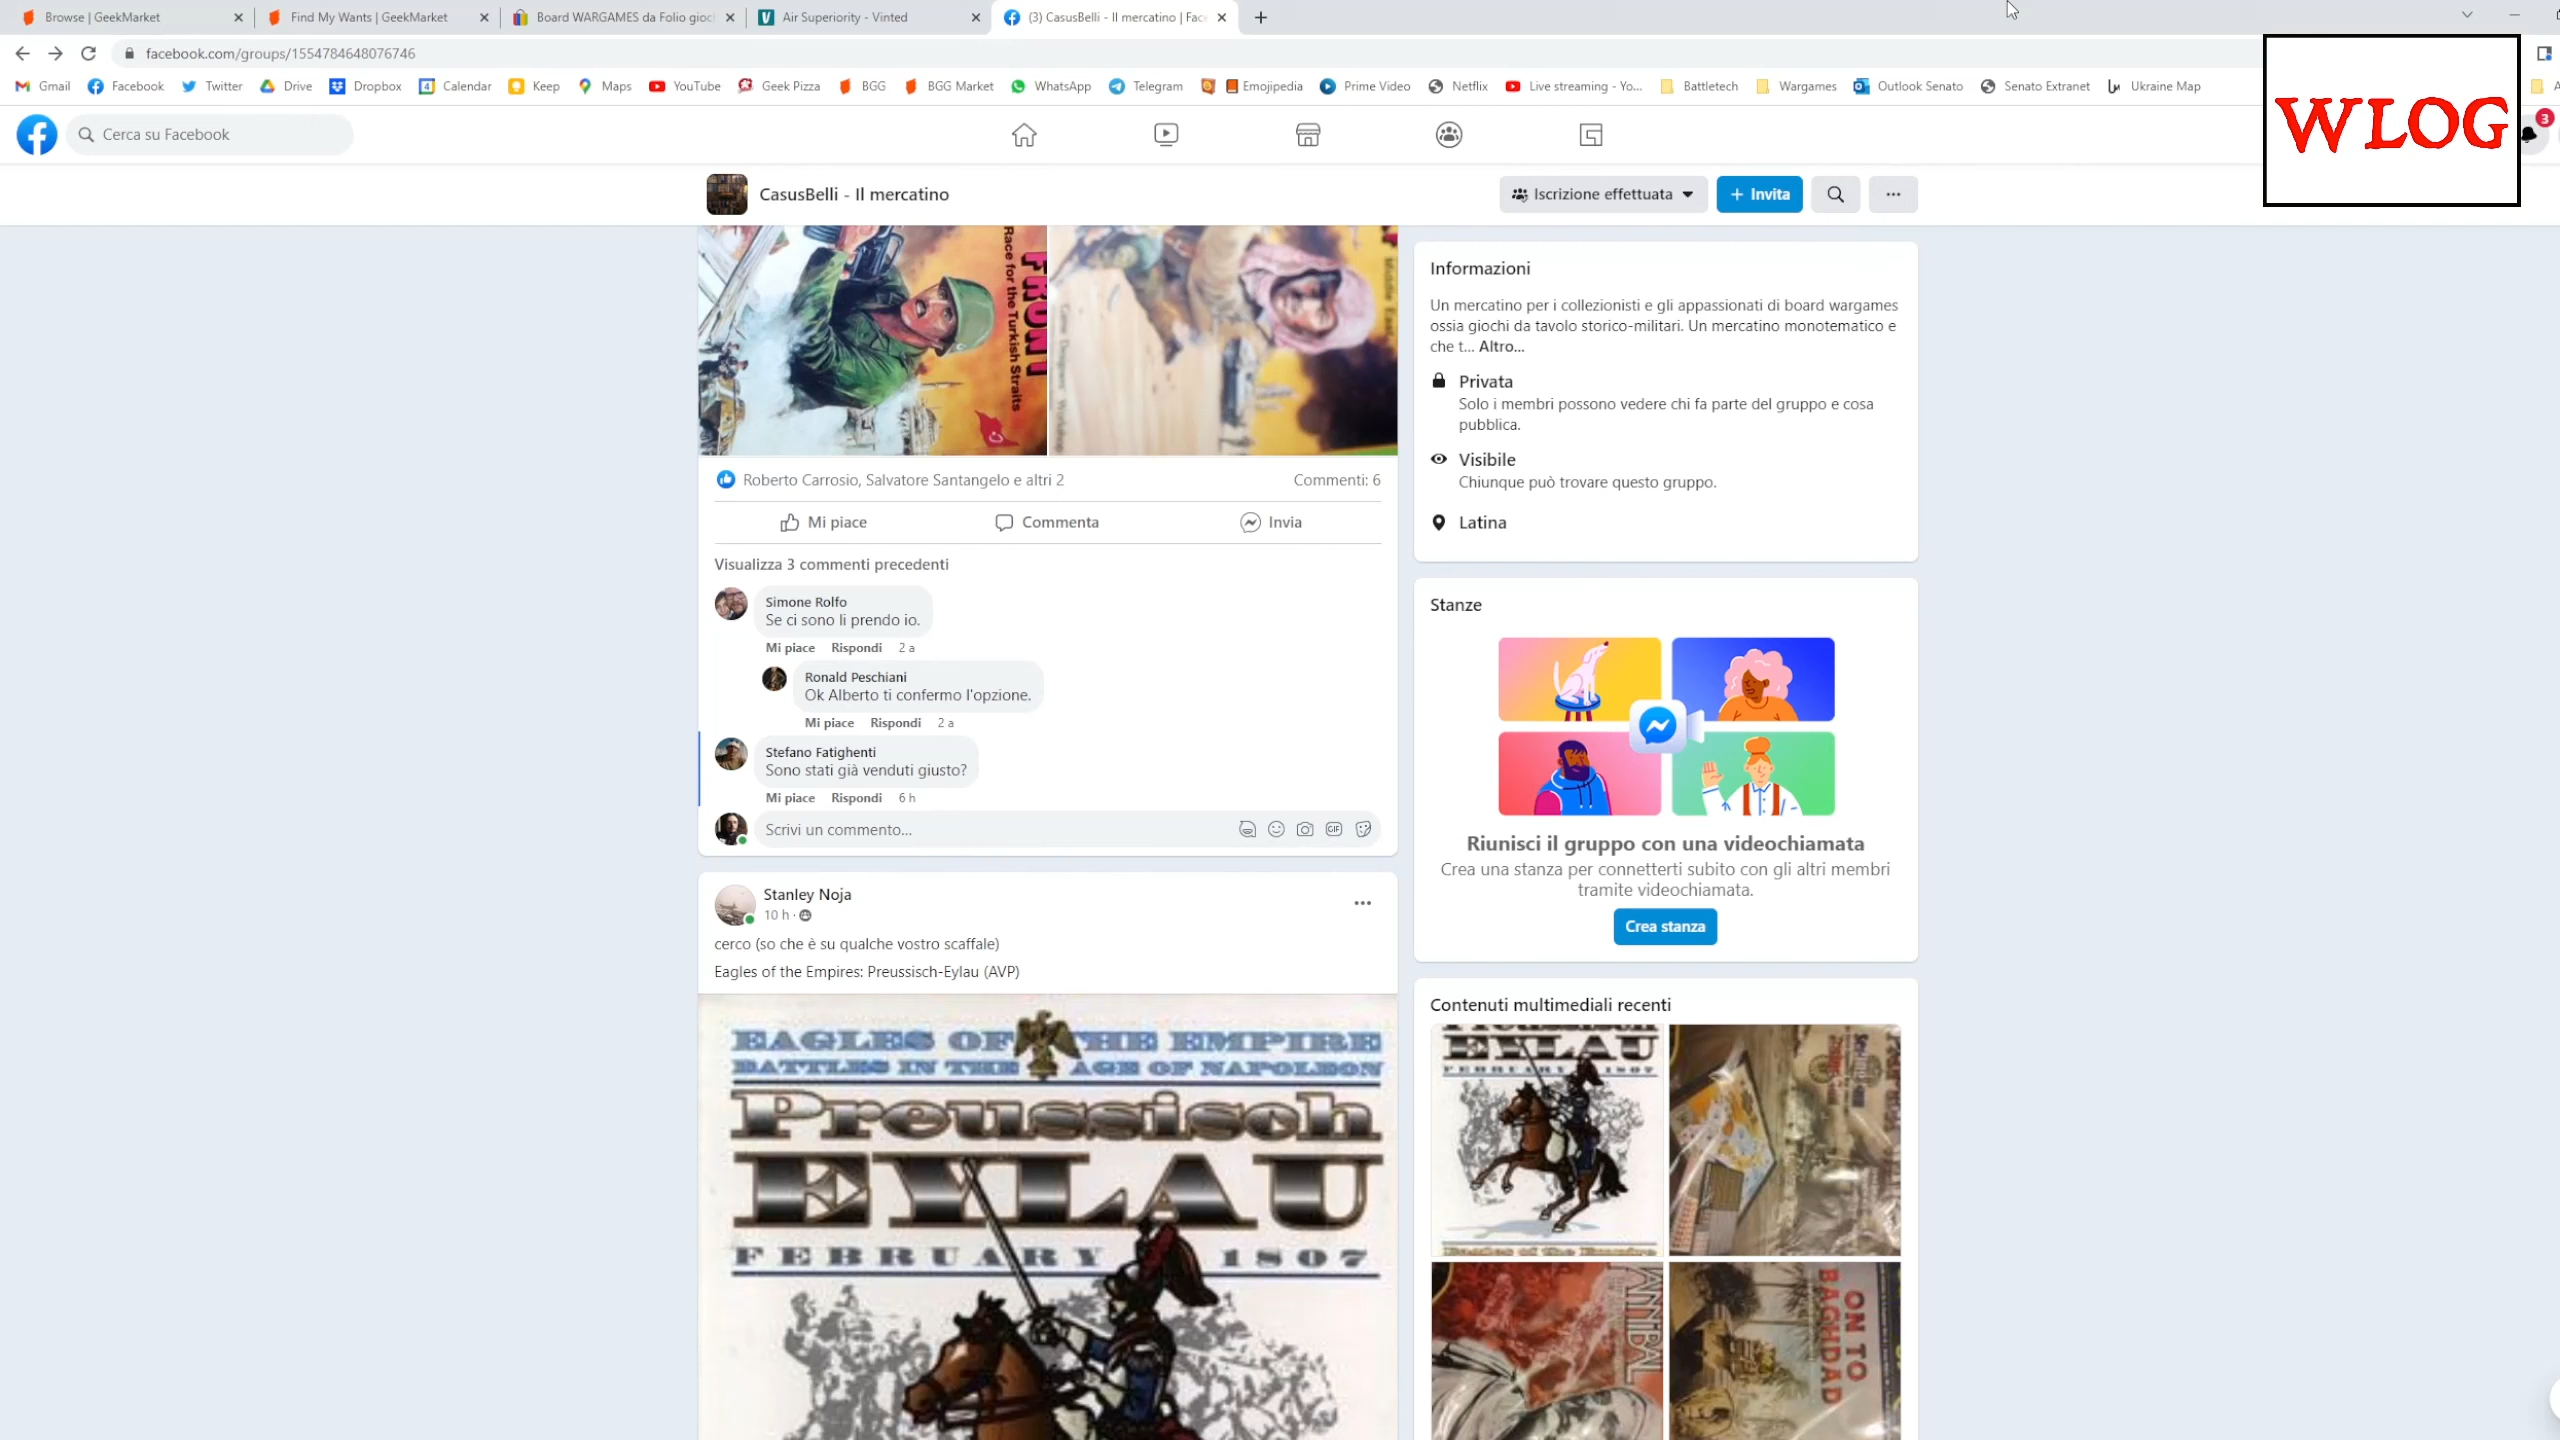 Browse | GeekMarket
Find My Wants | GeekMarket
Board WARGAMES da Folio gioc
Air Superiority - Vinted
(3) CasusBelli - Il mercatino | Face
facebook.com/groups/1554784648076746
Gmail
Facebook
Twitter
Drive
Dropbox
Calendar
Keep
Maps
YouTube
Geek Pizza
BGG
BGG Market
WhatsApp
Telegram
Emojipedia
Prime Video
Netflix
Live streaming - Yo...
Battletech
Wargames
Outlook Senato
Senato Extranet
Ukraine Map
WLOG
3
Cerca su Facebook
CasusBelli - Il mercatino
Iscrizione effettuata
+ Invita
FRONT
Race for the Turkish Straits
Middle East
Roberto Carrosio, Salvatore Santangelo e altri 2
Commenti: 6
Mi piace
Commenta
Invia
Visualizza 3 commenti precedenti
Simone Rolfo
Se ci sono li prendo io.
Mi piace Rispondi 2 a
Ronald Peschiani
Ok Alberto ti confermo l'opzione.
Mi piace Rispondi 2 a
Stefano Fatighenti
Sono stati già venduti giusto?
Mi piace Rispondi 6 h
Scrivi un commento...
GIF
Stanley Noja
10 h ·
cerco (so che è su qualche vostro scaffale)
Eagles of the Empires: Preussisch-Eylau (AVP)
EAGLES OF THE EMPIRE
BATTLES IN THE AGE OF NAPOLEON
Preussisch
EYLAU
FEBRUARY 1807
Informazioni
Un mercatino per i collezionisti e gli appassionati di board wargames
ossia giochi da tavolo storico-militari. Un mercatino monotematico e
che t... Altro...
Privata
Solo i membri possono vedere chi fa parte del gruppo e cosa
pubblica.
Visibile
Chiunque può trovare questo gruppo.
Latina
Stanze
Riunisci il gruppo con una videochiamata
Crea una stanza per connetterti subito con gli altri membri
tramite videochiamata.
Crea stanza
Contenuti multimediali recenti
Preussisch
EYLAU
FEBRUARY 1807
HANNIBAL
ON TO
BAGHDAD